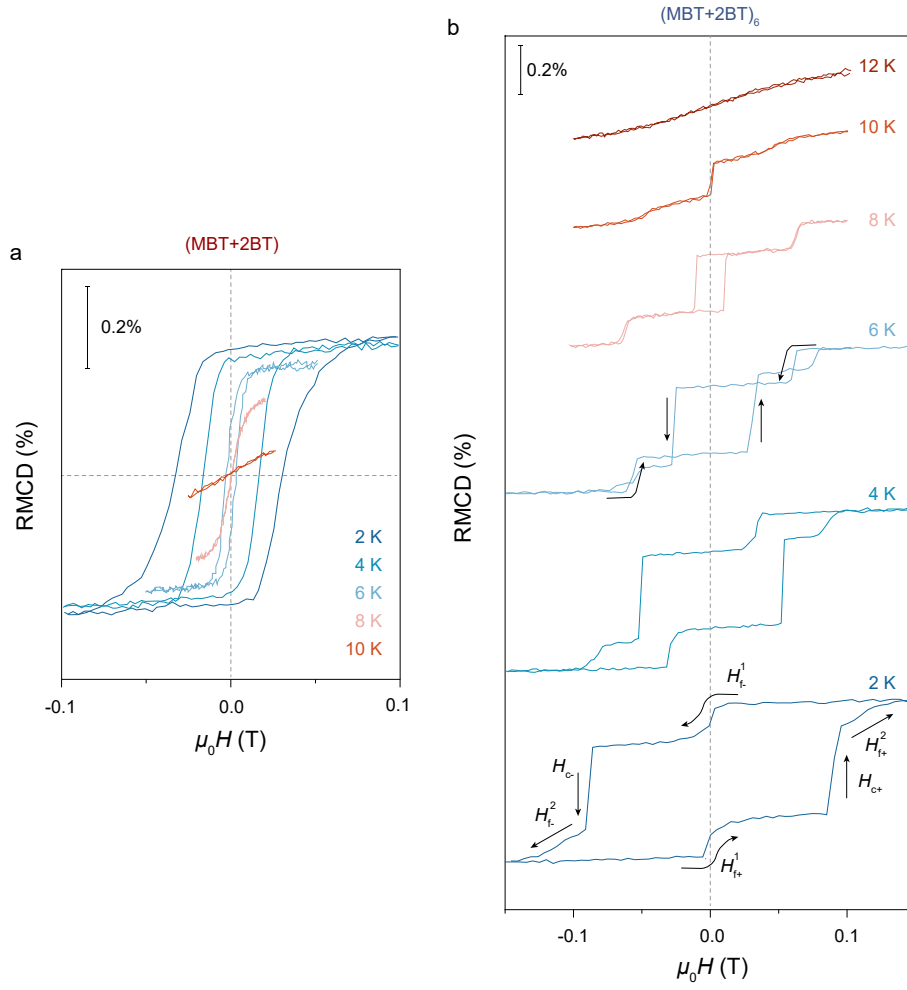 a
(MBT+2BT)
0.2%
RMCD (%)
2 K
4 K
6 K
8 K
10 K
-0.1
0.0
0.1
μ₀H (T)
b
(MBT+2BT)₆
0.2%
12 K
10 K
8 K
6 K
RMCD (%)
4 K
2 K
H¹f-
Hc-
H²f-
H²f+
Hc+
H¹f+
-0.1
0.0
0.1
μ₀H (T)